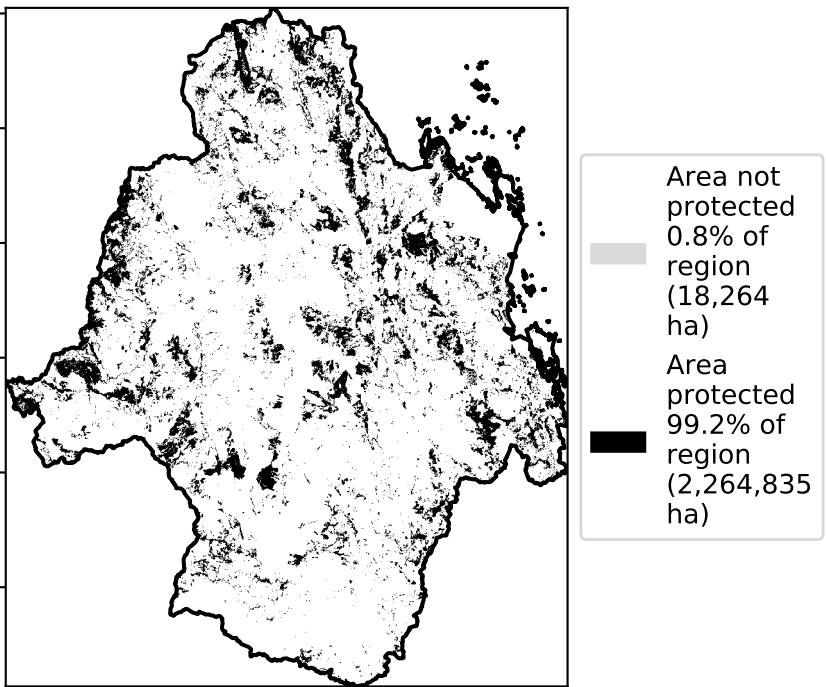 Area not
protected
0.8% of
region
(18,264
ha)
Area
protected
99.2% of
region
(2,264,835
ha)